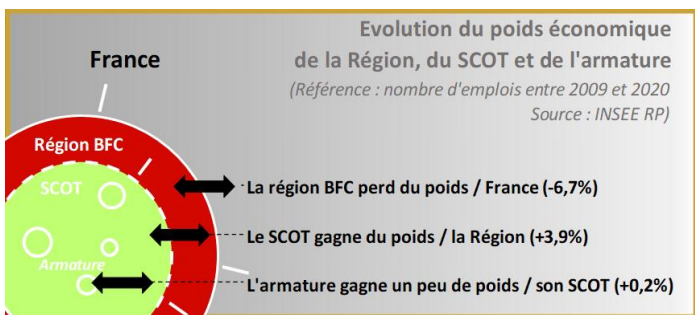 Evolution du poids économique
de la Région, du SCOT et de l'armature
(Référence : nombre d'emplois entre 2009 et 2020
Source : INSEE RP)
France
Région BFC
SCOT
Armature
La région BFC perd du poids / France (-6,7%)
Le SCOT gagne du poids / la Région (+3,9%)
L'armature gagne un peu de poids / son SCOT (+0,2%)